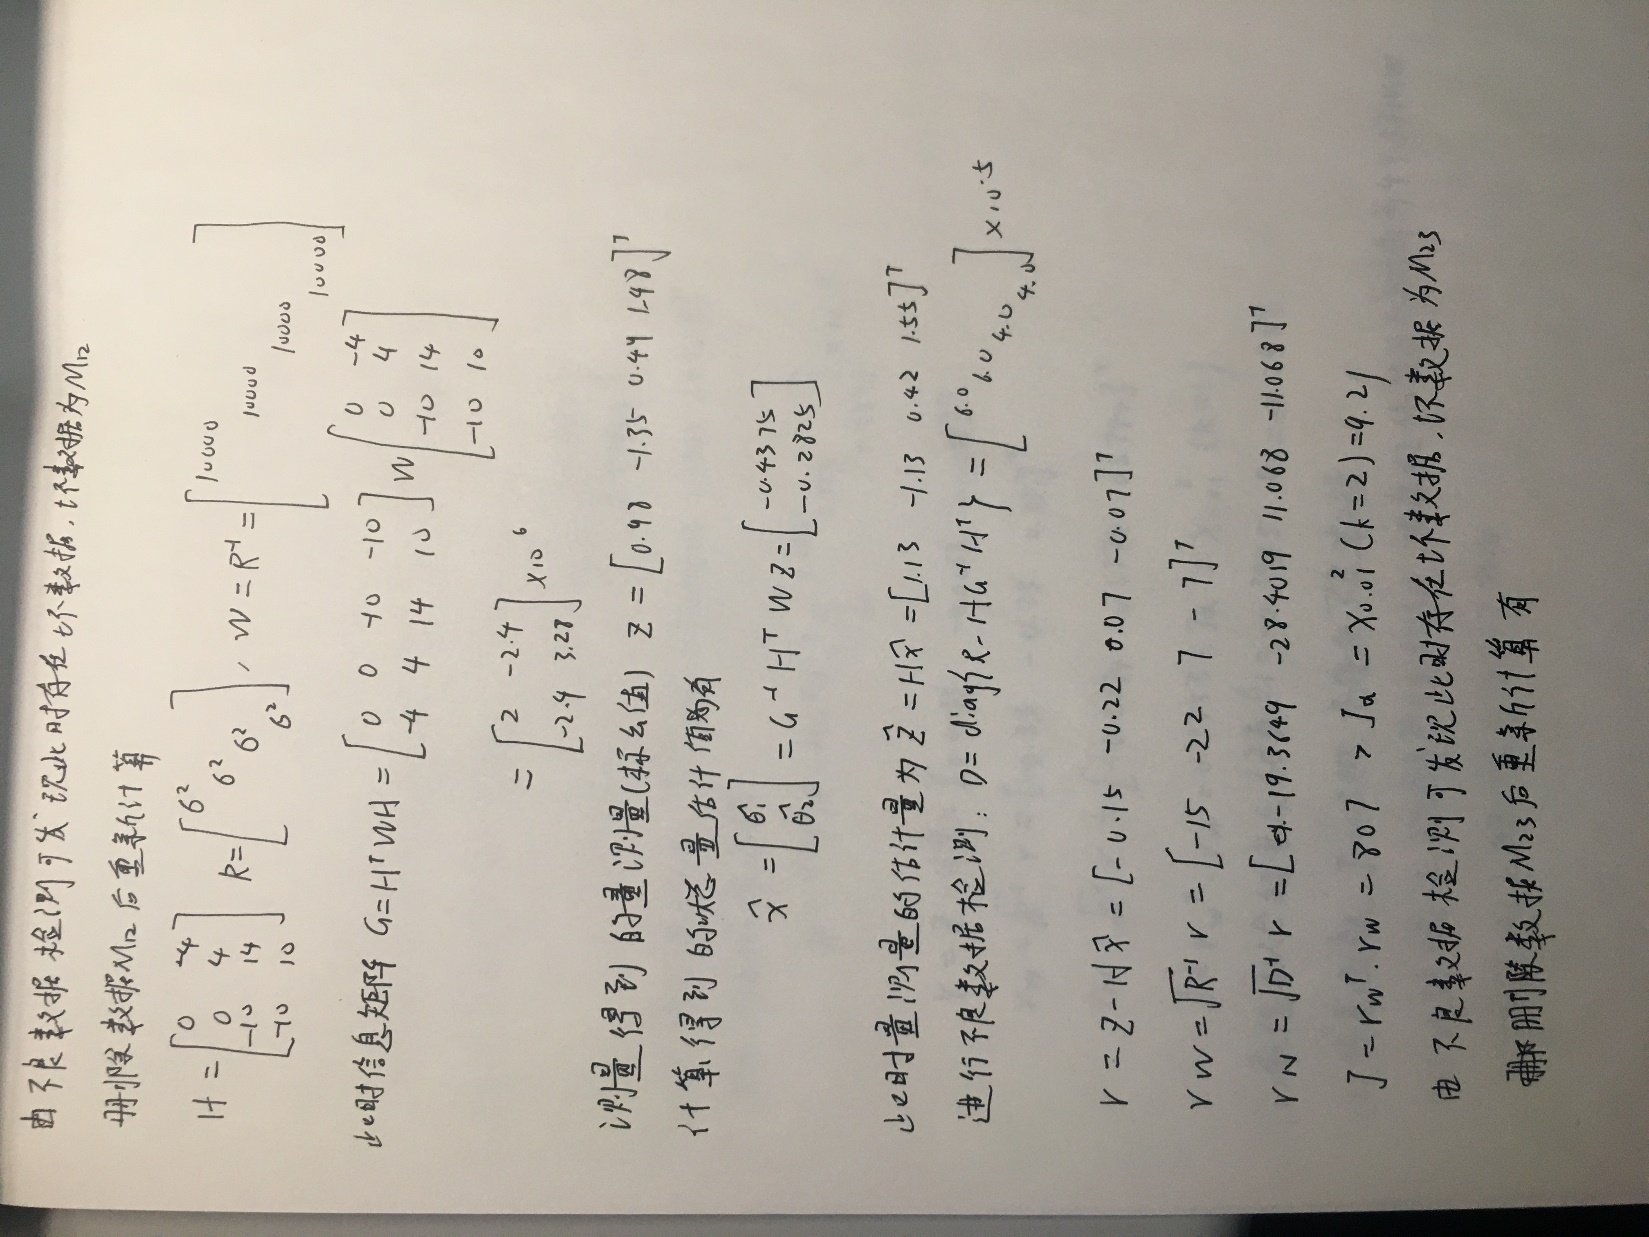 由不良数据检测可发现此时存在坏数据，坏数据为M₁₂
删除数据M₁₂后重新计算
H = [0 -4; 0 4; -10 14; -10 10] R = [σ² σ² σ² σ²], W = R⁻¹ = [10000 10000 10000 10000]
此时信息矩阵 G = HᵀWH = [0 0 -10 -10; -4 4 14 10] W [0 -4; 0 4; -10 14; -10 10]
= [2 -2.4; -2.4 3.28] ×10⁶
测量得到的量测量(标幺值) z = [0.98 -1.35 0.49 1.48]ᵀ
计算得到的状态量估计值为有
x̂ = [θ̂₁; θ̂₂] = G⁻¹HᵀWz = [-0.4375; -0.2825]
此时量测量的估计量为 ẑ = Hx̂ = [1.13 -1.13 0.42 1.55]ᵀ
进行不良数据检测: D = diag{R-HG⁻¹Hᵀ} = [6.0 6.0 4.0 4.0] ×10⁻⁵
r = z-Hx̂ = [-0.15 -0.22 0.07 -0.07]ᵀ
rw = √R⁻¹ r = [-15 -22 7 -7]ᵀ
rN = √D⁻¹ r = [-19.3649 -28.4019 11.068 -11.068]ᵀ
J = rwᵀ·rw = 807 > Jα = χ²₀.₀₁(k=2) = 9.21
由不良数据检测可发现此时存在坏数据，坏数据为M₂₃
删除数据M₂₃后重新计算 有